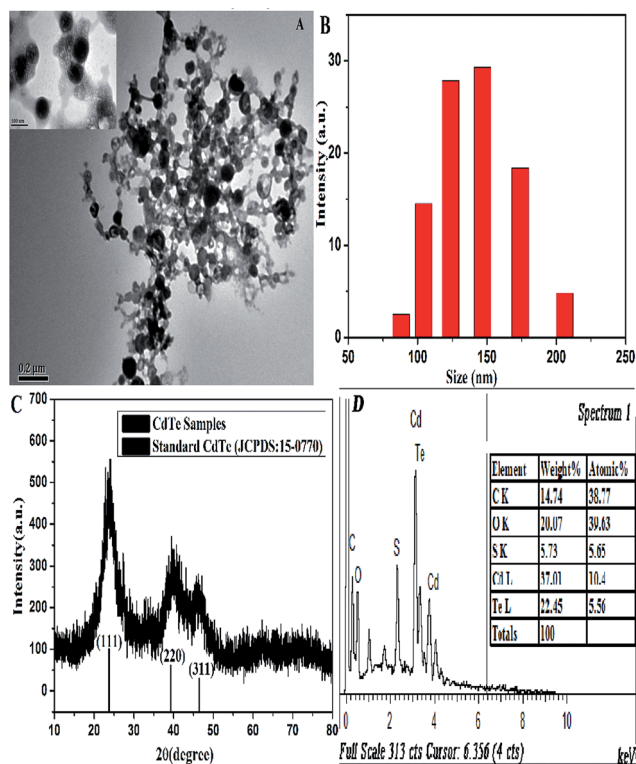 A
100 nm
0.2 μm
B
Intensity (a.u.)
30
20
10
0
50 100 150 200 250
Size (nm)
C
Intensity(a.u.)
700
600
500
400
300
200
100
0
CdTe Samples
Standard CdTe (JCPDS:15-0770)
(111)
(220)
(311)
10 20 30 40 50 60 70 80
2θ(degree)
D
Spectrum 1
Cd
Te
C
O
S
Cd
Element Weight% Atomic%
C K 14.74 38.77
O K 20.07 39.63
S K 5.73 5.65
Cd L 37.01 10.4
Te L 22.45 5.56
Totals 100
0 2 4 6 8 10
Full Scale 313 cts Cursor: 6.356 (4 cts) keV